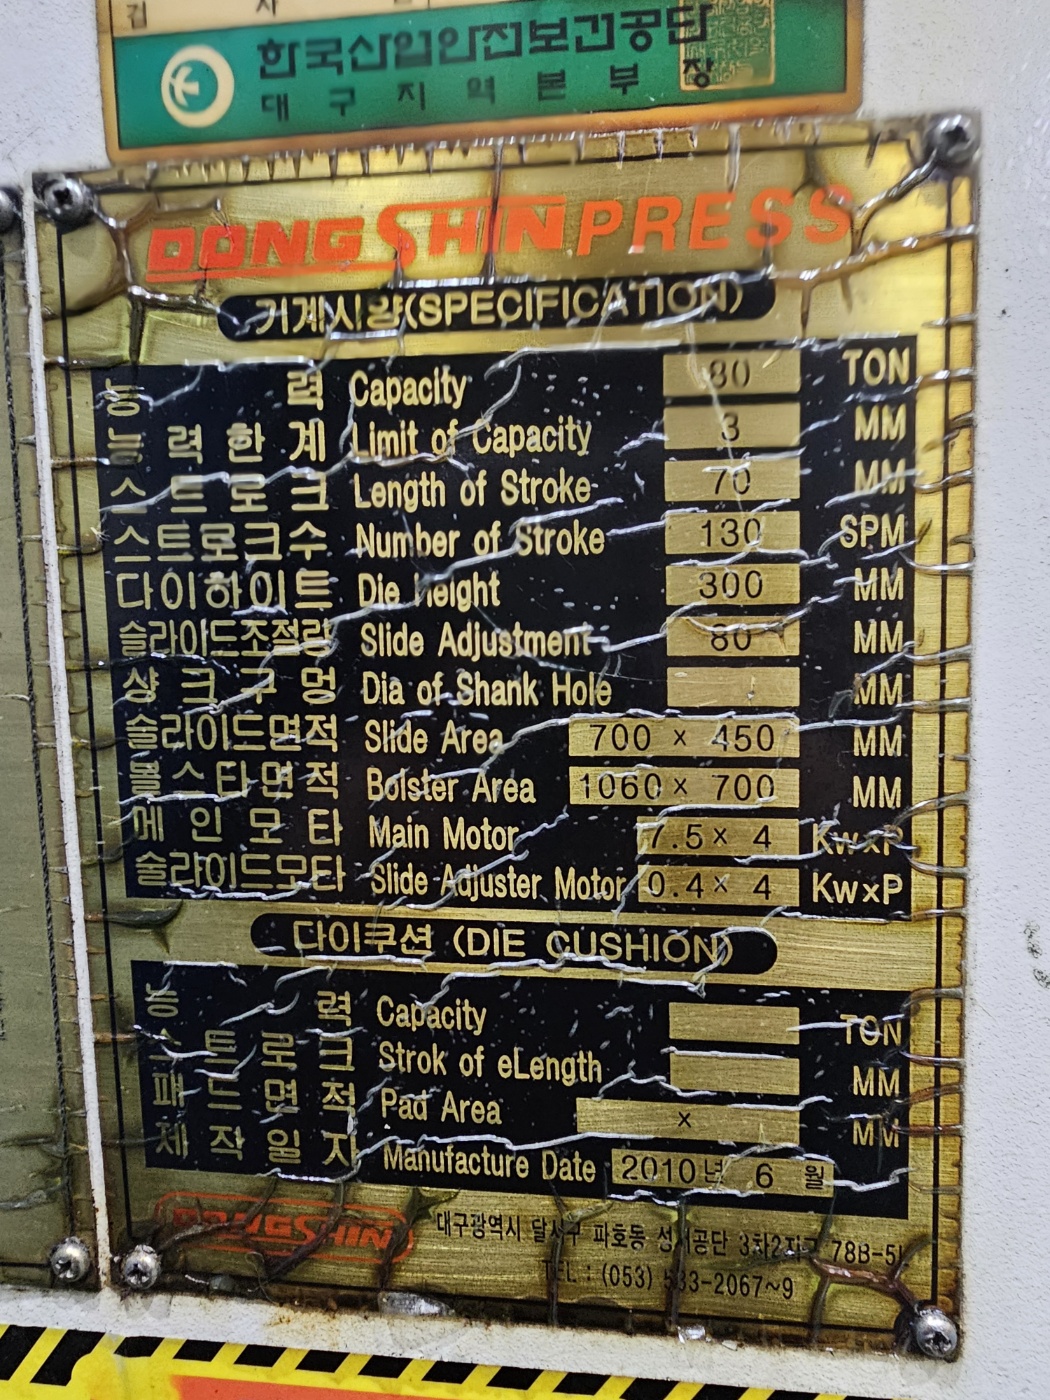 검 사
한국산업안전보건공단
대 구 지 역 본 부 장
DONGSHIN PRESS
기계사양(SPECIFICATION)
능 력 Capacity 80 TON
능 력 한 계 Limit of Capacity 3 MM
스 트 로 크 Length of Stroke 70 MM
스트로크수 Number of Stroke 130 SPM
다이하이트 Die Height 300 MM
슬라이드조절량 Slide Adjustment 80 MM
샹 크 구 멍 Dia of Shank Hole MM
슬라이드면적 Slide Area 700 × 450 MM
볼스타면적 Bolster Area 1060 × 700 MM
메 인 모 타 Main Motor 7.5 × 4 KwxP
슬라이드모타 Slide Adjuster Motor 0.4 × 4 KwxP
다이쿠션 (DIE CUSHION)
능 력 Capacity TON
스 트 로 크 Strok of eLength MM
패 드 면 적 Pad Area × MM
제 작 일 자 Manufacture Date 2010년 6 월
DONGSHIN 대구광역시 달서구 파호동 성서공단 3차2지구 78B-5L
TEL : (053) 583-2067~9